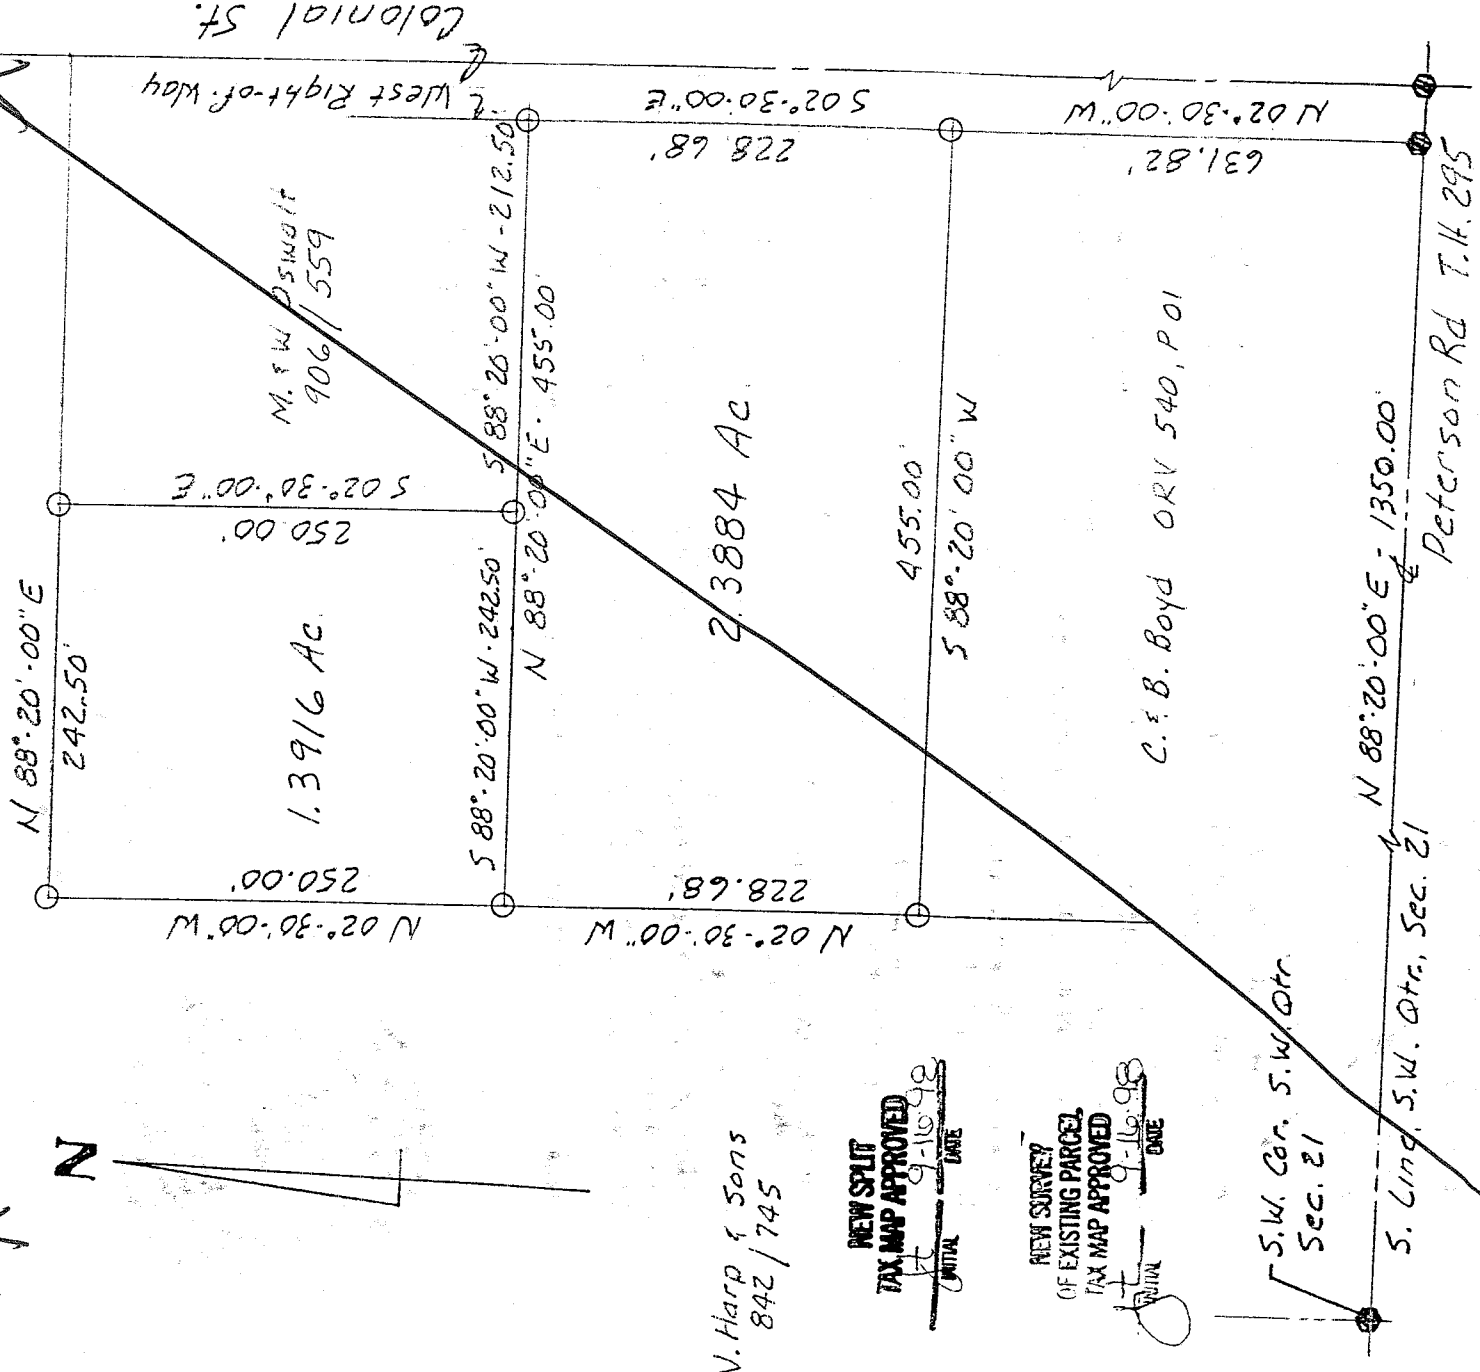 Colonial St.
℄
West Right-of-Way
N 88°-20'-00"E
242.50'
1.3916 Ac.
250.00'
N 02°-30'-00"W
250.00'
S 02°-30'-00"E
M. & W. Oswalt
906/559
S 88°-20'-00"W-242.50'
S 88°-20'-00"W-212.50'
N 88°-20'-00"E - 455.00'
228.68'
N 02°-30'-00"W
2.3884 Ac.
228.68'
S 02°-30'-00"E
455.00'
S 88°-20'00"W
631.82'
N 02°-30'-00"W
C. & B. Boyd ORV 540, P 01
N 88°-20'-00"E - 1350.00'
℄
Peterson Rd T.H. 295
S. Line, S.W. Qtr., Sec. 21
S.W. Cor. S.W. Qtr.
Sec. 21
N
V. Harp & Sons
842/745
NEW SPLIT
TAX MAP APPROVED
9-16-98
INITIAL DATE
NEW SURVEY
OF EXISTING PARCEL
TAX MAP APPROVED
9-16-98
INITIAL DATE